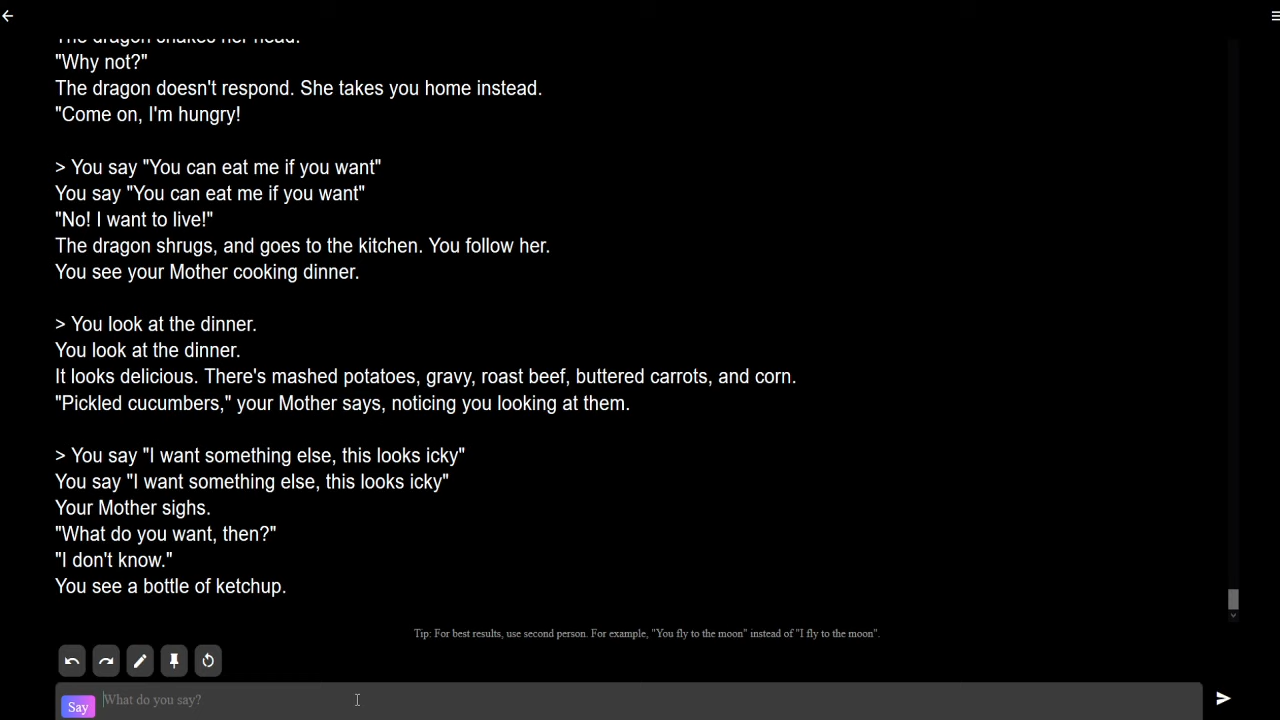 The dragon shakes her head.
"Why not?"
The dragon doesn't respond. She takes you home instead.
"Come on, I'm hungry!
> You say "You can eat me if you want"
You say "You can eat me if you want"
"No! I want to live!"
The dragon shrugs, and goes to the kitchen. You follow her.
You see your Mother cooking dinner.
> You look at the dinner.
You look at the dinner.
It looks delicious. There's mashed potatoes, gravy, roast beef, buttered carrots, and corn.
"Pickled cucumbers," your Mother says, noticing you looking at them.
> You say "I want something else, this looks icky"
You say "I want something else, this looks icky"
Your Mother sighs.
"What do you want, then?"
"I don't know."
You see a bottle of ketchup.
Tip: For best results, use second person. For example, "You fly to the moon" instead of "I fly to the moon".
Say What do you say?